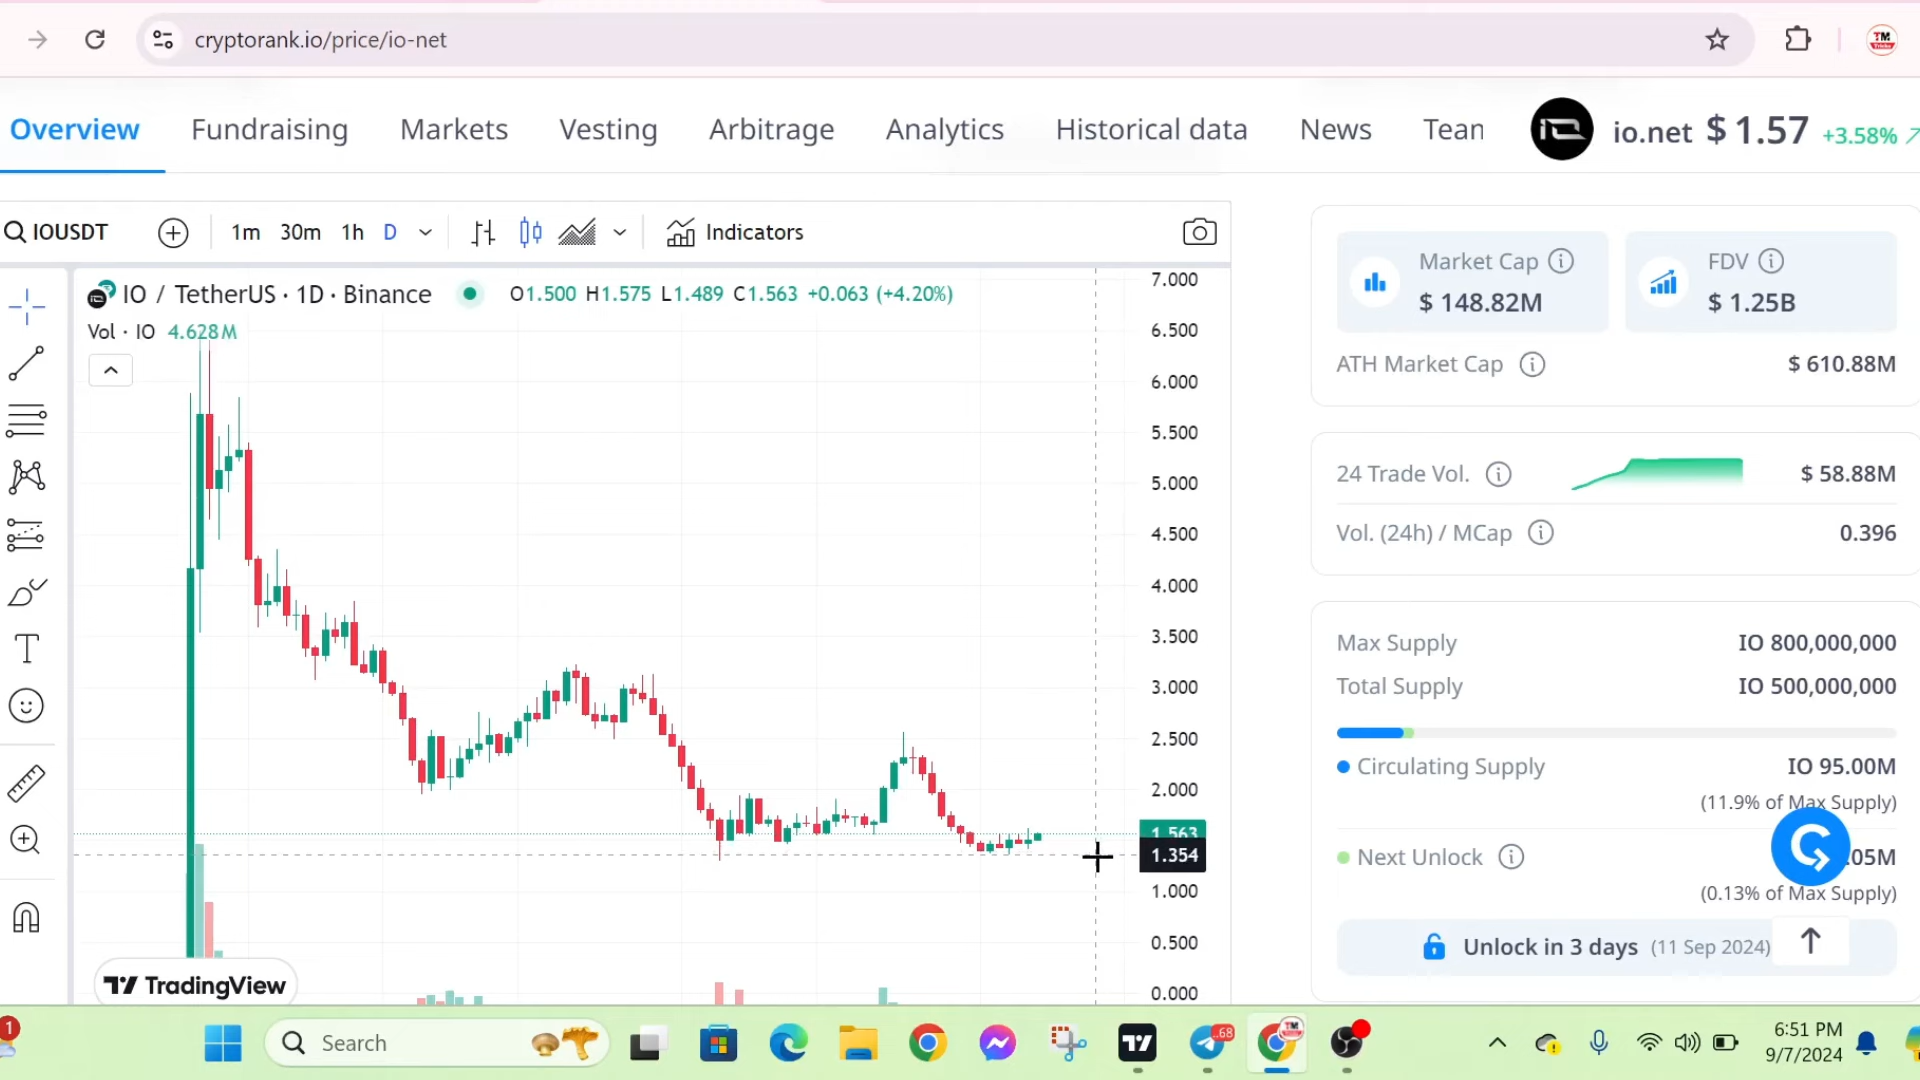 cryptorank.io/price/io-net
Overview Fundraising Markets Vesting Arbitrage Analytics Historical data News Tean io.net $ 1.57 +3.58%
IOUSDT 1m 30m 1h D Indicators
IO / TetherUS · 1D · Binance O1.500 H1.575 L1.489 C1.563 +0.063 (+4.20%)
Vol · IO 4.628M
7.000
6.500
6.000
5.500
5.000
4.500
4.000
3.500
3.000
2.500
2.000
1.563
1.354
1.000
0.500
0.000
TradingView
Market Cap
$ 148.82M
FDV
$ 1.25B
ATH Market Cap $ 610.88M
24 Trade Vol. $ 58.88M
Vol. (24h) / MCap 0.396
Max Supply IO 800,000,000
Total Supply IO 500,000,000
Circulating Supply IO 95.00M
(11.9% of Max Supply)
Next Unlock .05M
(0.13% of Max Supply)
Unlock in 3 days (11 Sep 2024)
1
Search
.68
TM
6:51 PM
9/7/2024